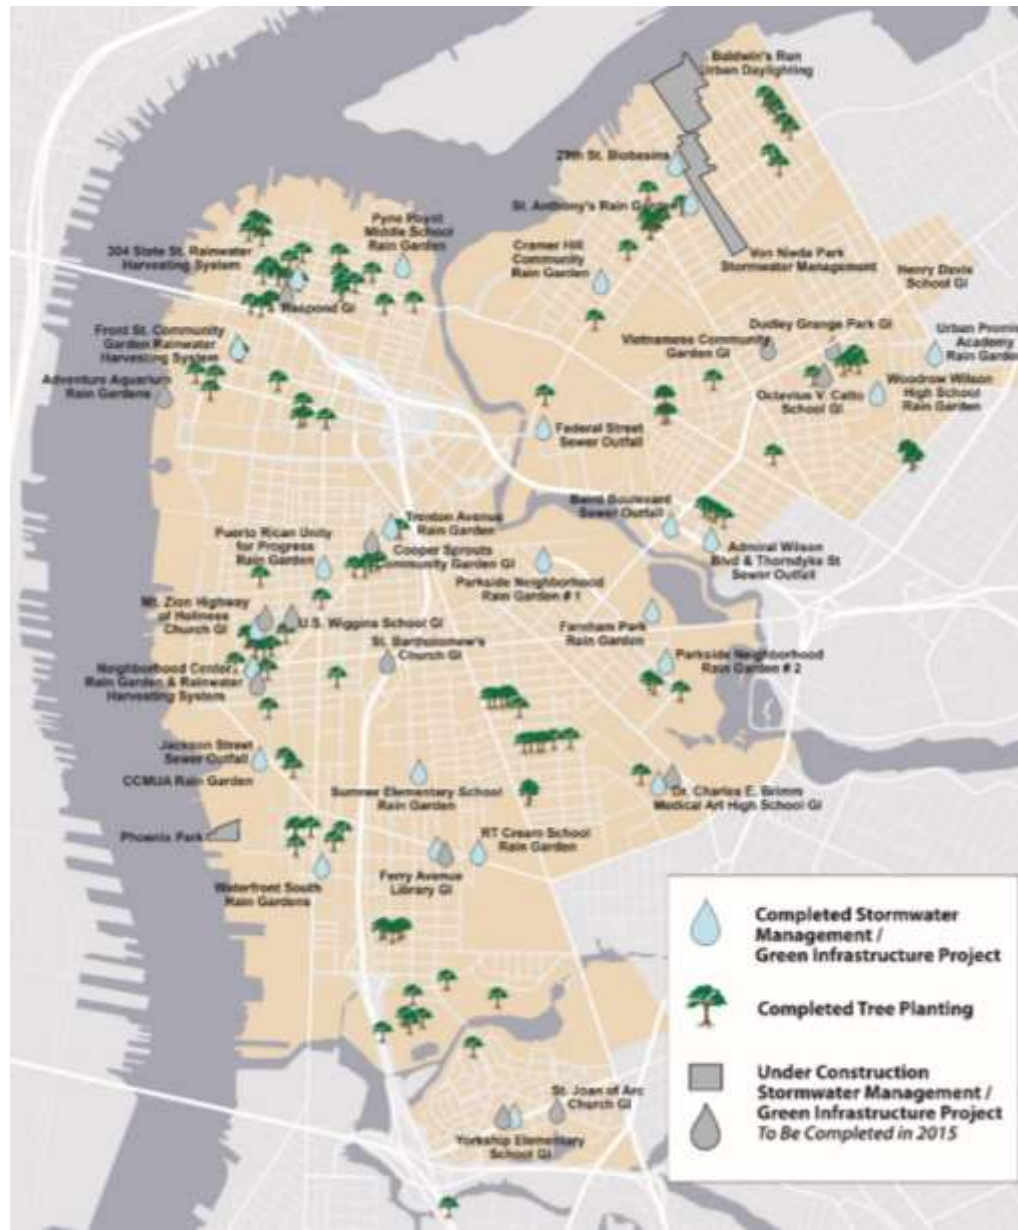 Baldwin's Run
Urban Daylighting
29th St. Biobasins
St. Anthony's Rain Garden
Pyne Poynt
Middle School
Rain Garden
304 State St. Rainwater
Harvesting System
Cramer Hill
Community
Rain Garden
Von Nieda Park
Stormwater Management
Henry Davis
School GI
Respond GI
Front St. Community
Garden Rainwater
Harvesting System
Dudley Grange Park GI
Vietnamese Community
Garden GI
Urban Promise
Academy
Rain Garden
Adventure Aquarium
Rain Gardens
Octavius V. Catto
School GI
Woodrow Wilson
High School
Rain Garden
Federal Street
Sewer Outfall
Baird Boulevard
Sewer Outfall
Trenton Avenue
Rain Garden
Puerto Rican Unity
for Progress
Rain Garden
Cooper Sprouts
Community Garden GI
Admiral Wilson
Blvd & Thorndyke St
Sewer Outfall
Parkside Neighborhood
Rain Garden # 1
Mt. Zion Highway
of Holiness
Church GI
U.S. Wiggins School GI
Farnham Park
Rain Garden
St. Bartholomew's
Church GI
Parkside Neighborhood
Rain Garden # 2
Neighborhood Center
Rain Garden & Rainwater
Harvesting System
Jackson Street
Sewer Outfall
CCMUA Rain Garden
Sumner Elementary School
Rain Garden
Dr. Charles E. Brimm
Medical Art High School GI
Phoenix Park
RT Cream School
Rain Garden
Waterfront South
Rain Gardens
Ferry Avenue
Library GI
St. Joan of Arc
Church GI
Yorkship Elementary
School GI
Completed Stormwater
Management /
Green Infrastructure Project
Completed Tree Planting
Under Construction
Stormwater Management /
Green Infrastructure Project
To Be Completed in 2015